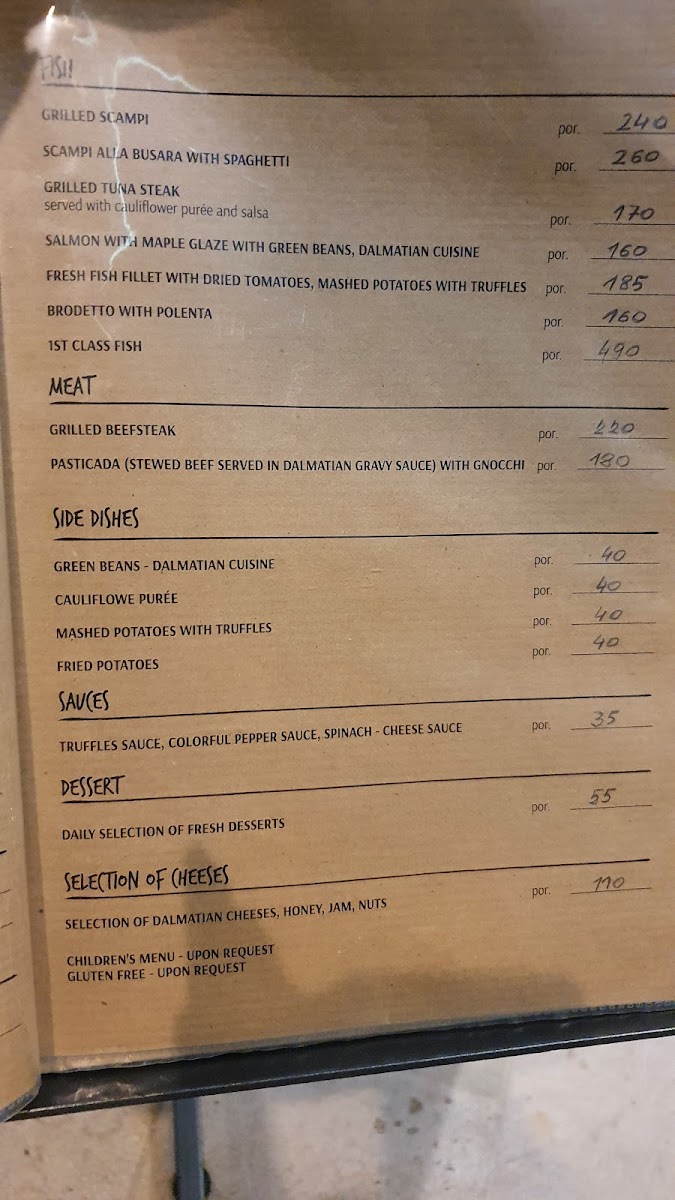 FISH
GRILLED SCAMPI por. 240
SCAMPI ALLA BUSARA WITH SPAGHETTI por. 260
GRILLED TUNA STEAK
served with cauliflower purée and salsa por. 170
SALMON WITH MAPLE GLAZE WITH GREEN BEANS, DALMATIAN CUISINE por. 160
FRESH FISH FILLET WITH DRIED TOMATOES, MASHED POTATOES WITH TRUFFLES por. 185
BRODETTO WITH POLENTA por. 160
1ST CLASS FISH por. 490
MEAT
GRILLED BEEFSTEAK por. 220
PASTICADA (STEWED BEEF SERVED IN DALMATIAN GRAVY SAUCE) WITH GNOCCHI por.
SIDE DISHES
GREEN BEANS - DALMATIAN CUISINE por. 40
CAULIFLOWE PURÉE por. 40
MASHED POTATOES WITH TRUFFLES por. 40
FRIED POTATOES por. 40
SAUCES
TRUFFLES SAUCE, COLORFUL PEPPER SAUCE, SPINACH - CHEESE SAUCE por. 35
DESSERT
DAILY SELECTION OF FRESH DESSERTS por. 55
SELECTION OF CHEESES
SELECTION OF DALMATIAN CHEESES, HONEY, JAM, NUTS por. 110
CHILDREN'S MENU - UPON REQUEST
GLUTEN FREE - UPON REQUEST